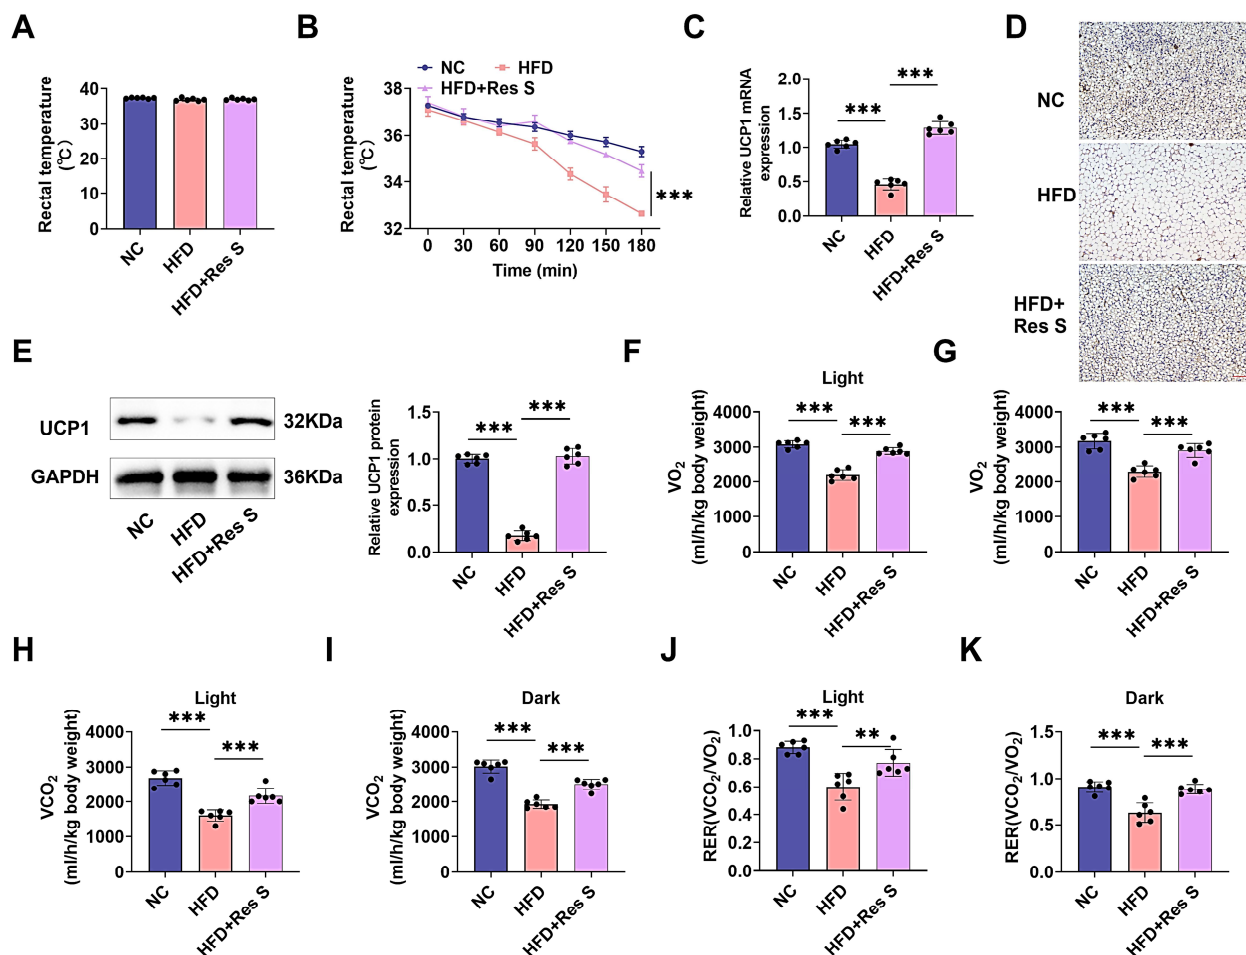 A
Rectal temperature
(℃)
40
30
20
10
0
NC
HFD
HFD+Res S
B
NC
HFD
HFD+Res S
Rectal temperature
(℃)
38
36
34
32
0 30 60 90 120 150 180
Time (min)
***
C
Relative UCP1 mRNA
expression
2.0
1.5
1.0
0.5
0.0
***
***
NC
HFD
HFD+Res S
D
NC
HFD
HFD+
Res S
E
UCP1
32KDa
GAPDH
36KDa
NC
HFD
HFD+Res S
Relative UCP1 protein
expression
1.5
1.0
0.5
0.0
***
***
NC
HFD
HFD+Res S
F
Light
VO2
(ml/h/kg body weight)
4000
3000
2000
1000
0
***
***
NC
HFD
HFD+Res S
G
VO2
(ml/h/kg body weight)
4000
3000
2000
1000
0
***
***
NC
HFD
HFD+Res S
H
Light
VCO2
(ml/h/kg body weight)
4000
3000
2000
1000
0
***
***
NC
HFD
HFD+Res S
I
Dark
VCO2
(ml/h/kg body weight)
4000
3000
2000
1000
0
***
***
NC
HFD
HFD+Res S
J
Light
RER(VCO2/VO2)
1.0
0.8
0.6
0.4
0.2
0.0
***
**
NC
HFD
HFD+Res S
K
Dark
RER(VCO2/VO2)
1.5
1.0
0.5
0.0
***
***
NC
HFD
HFD+Res S